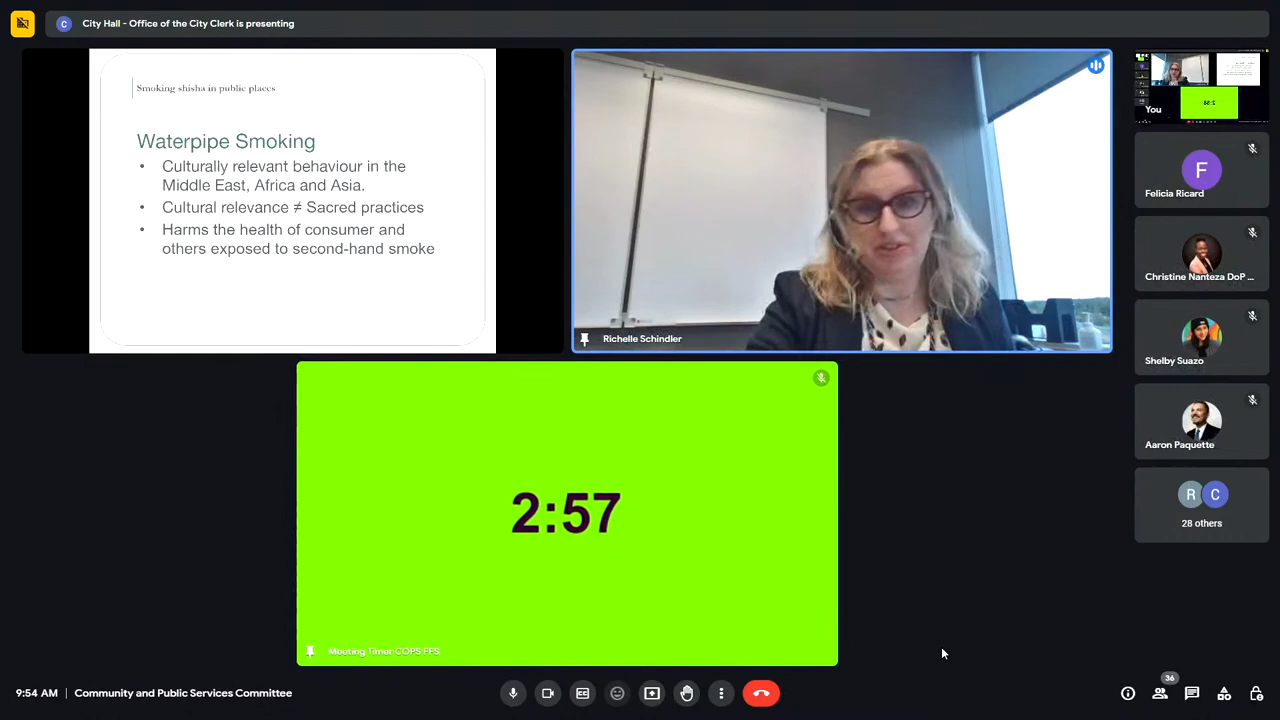 C City Hall - Office of the City Clerk is presenting
Smoking shisha in public places
Waterpipe Smoking
• Culturally relevant behaviour in the
Middle East, Africa and Asia.
• Cultural relevance ≠ Sacred practices
• Harms the health of consumer and
others exposed to second-hand smoke
Richelle Schindler
2:57
Meeting Timer COPS FFS
You
F
Felicia Ricard
Christine Nanteza DoP ...
Shelby Suazo
Aaron Paquette
R C
28 others
9:54 AM | Community and Public Services Committee
36